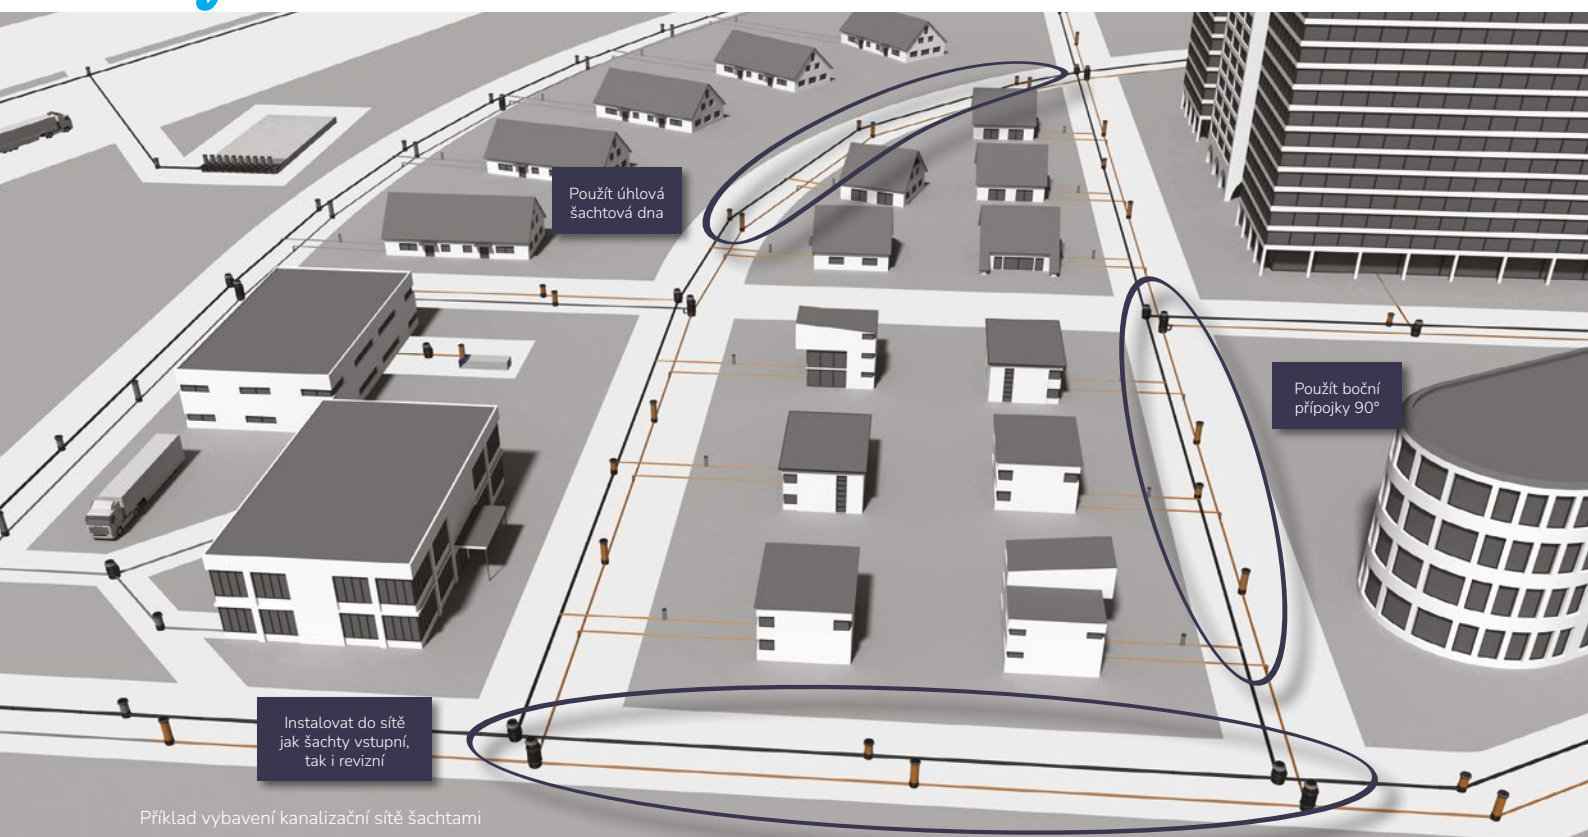 Použít úhlová
šachtová dna
Použít boční
přípojky 90°
Instalovat do sítě
jak šachty vstupní,
tak i revizní
Příklad vybavení kanalizační sítě šachtami